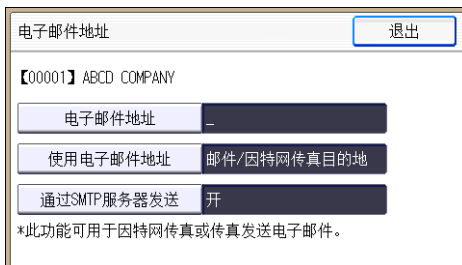 电子邮件地址 退出
【00001】ABCD COMPANY
电子邮件地址 _
使用电子邮件地址 邮件/因特网传真目的地
通过SMTP服务器发送 开
*此功能可用于因特网传真或传真发送电子邮件。